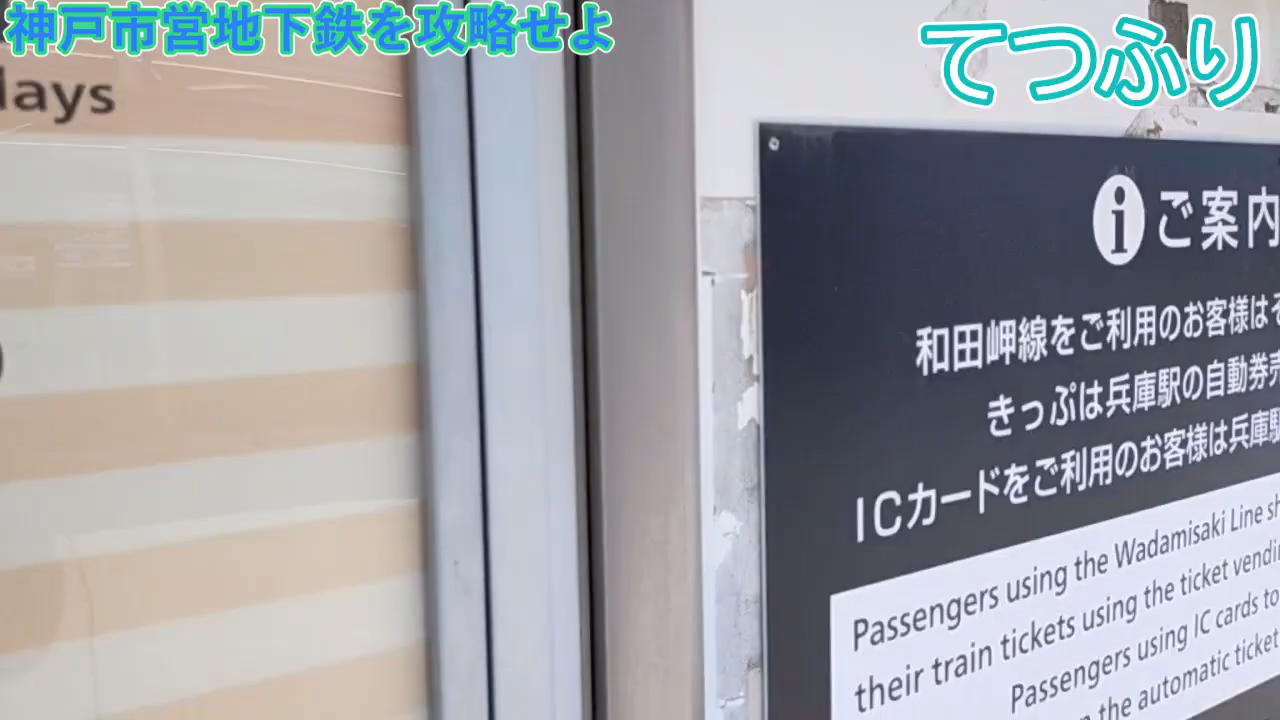 神戸市営地下鉄を攻略せよ
てつふり
days
i ご案内
和田岬線をご利用のお客様は
きっぷは兵庫駅の自動券売
ICカードをご利用のお客様は兵庫駅
Passengers using the Wadamisaki Line
their train tickets using the ticket
Passengers using IC cards to
the automatic ticket